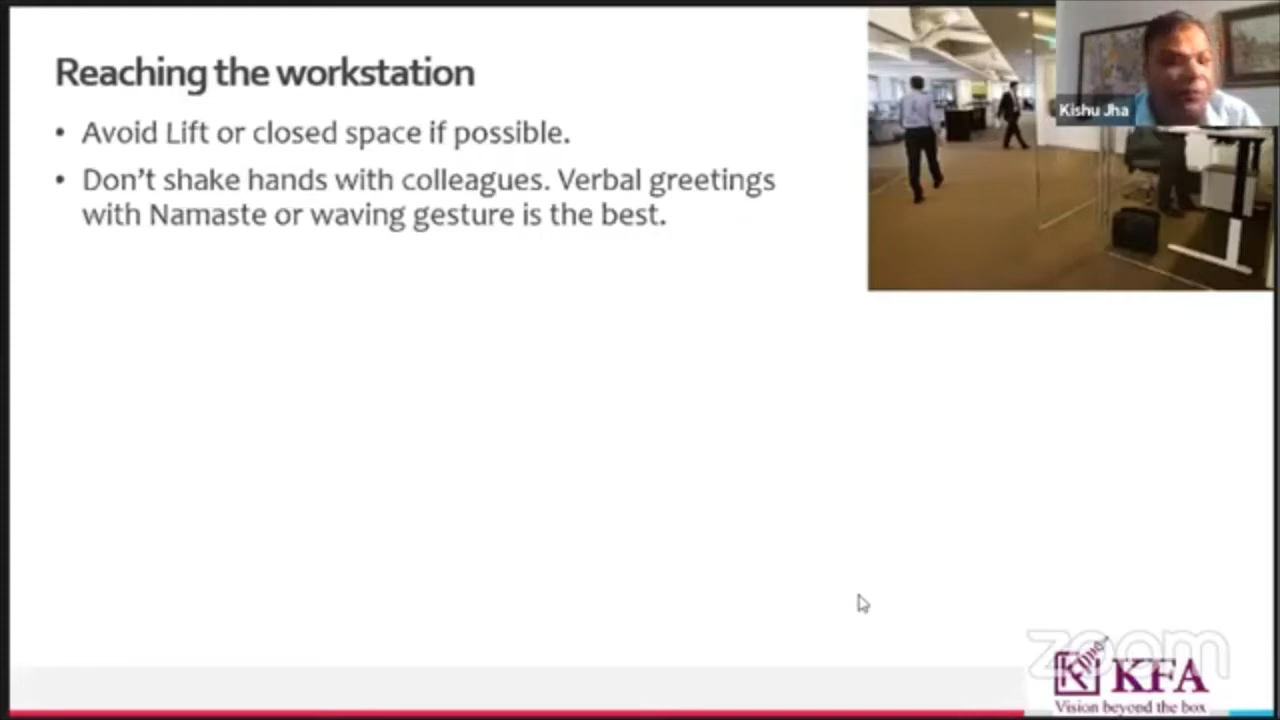 Reaching the workstation
• Avoid Lift or closed space if possible.
• Don't shake hands with colleagues. Verbal greetings
with Namaste or waving gesture is the best.
Kishu Jha
zoom
KFA
Vision beyond the box